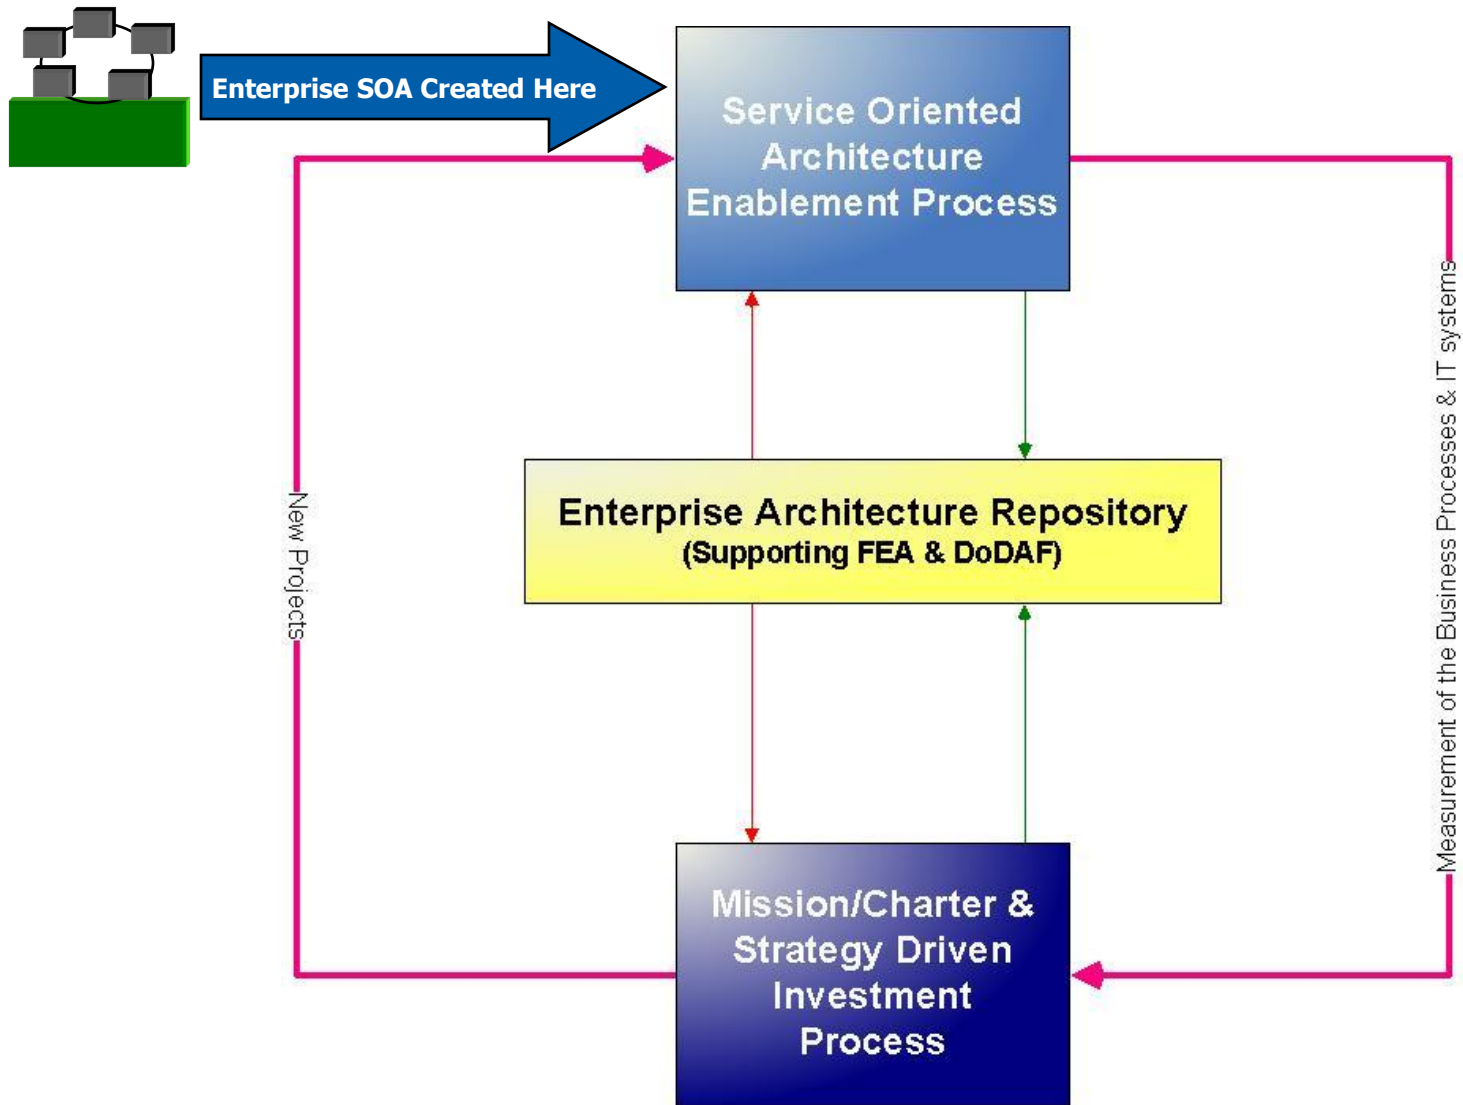 Enterprise SOA Created Here
Service Oriented
Architecture
Enablement Process
New Projects
Measurement of the Business Processes & IT systems
Enterprise Architecture Repository
(Supporting FEA & DoDAF)
Mission/Charter &
Strategy Driven
Investment
Process